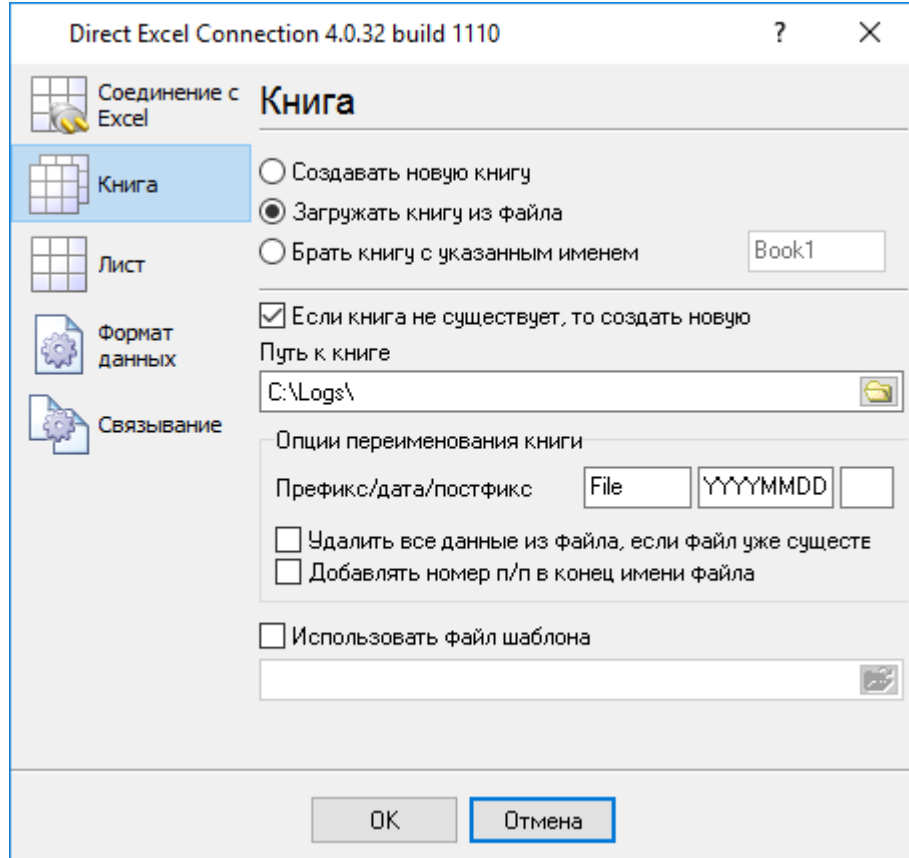 Direct Excel Connection 4.0.32 build 1110
?
Соединение с
Excel
Книга
Лист
Формат
данных
Связывание
Книга
Создавать новую книгу
Загружать книгу из файла
Брать книгу с указанным именем Book1
Если книга не существует, то создать новую
Путь к книге
C:\Logs\
Опции переименования книги
Префикс/дата/постфикс File YYYYMMDD
Удалить все данные из файла, если файл уже существ
Добавлять номер п/п в конец имени файла
Использовать файл шаблона
OK Отмена